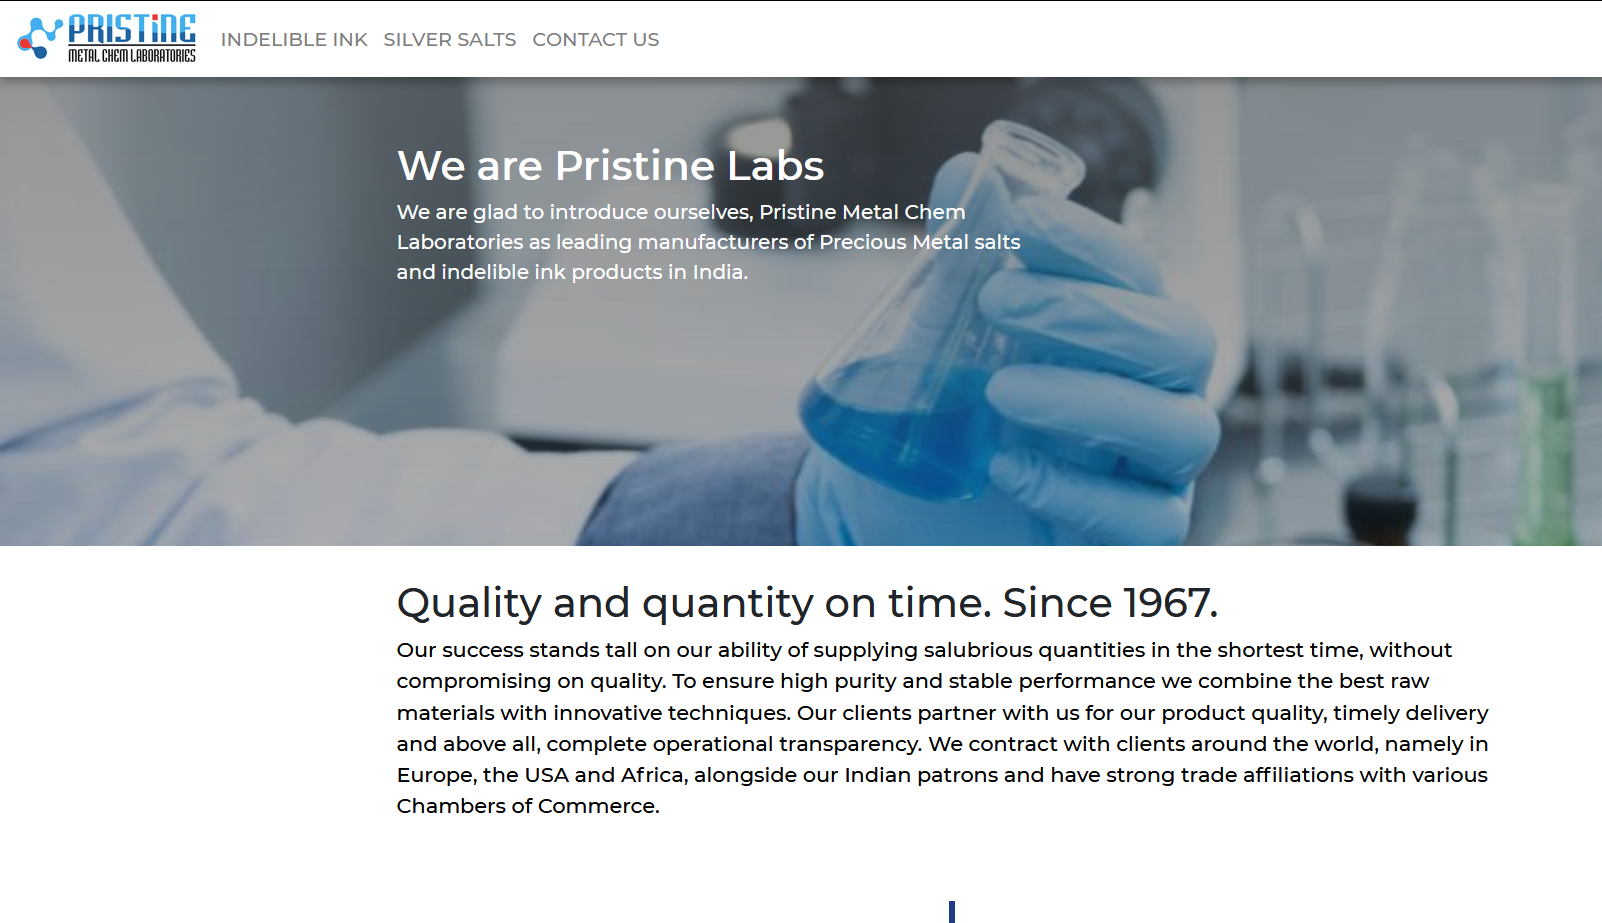 PRISTINE
METAL CHEM LABORATORIES
INDELIBLE INK SILVER SALTS CONTACT US
We are Pristine Labs
We are glad to introduce ourselves, Pristine Metal Chem
Laboratories as leading manufacturers of Precious Metal salts
and indelible ink products in India.
Quality and quantity on time. Since 1967.
Our success stands tall on our ability of supplying salubrious quantities in the shortest time, without
compromising on quality. To ensure high purity and stable performance we combine the best raw
materials with innovative techniques. Our clients partner with us for our product quality, timely delivery
and above all, complete operational transparency. We contract with clients around the world, namely in
Europe, the USA and Africa, alongside our Indian patrons and have strong trade affiliations with various
Chambers of Commerce.